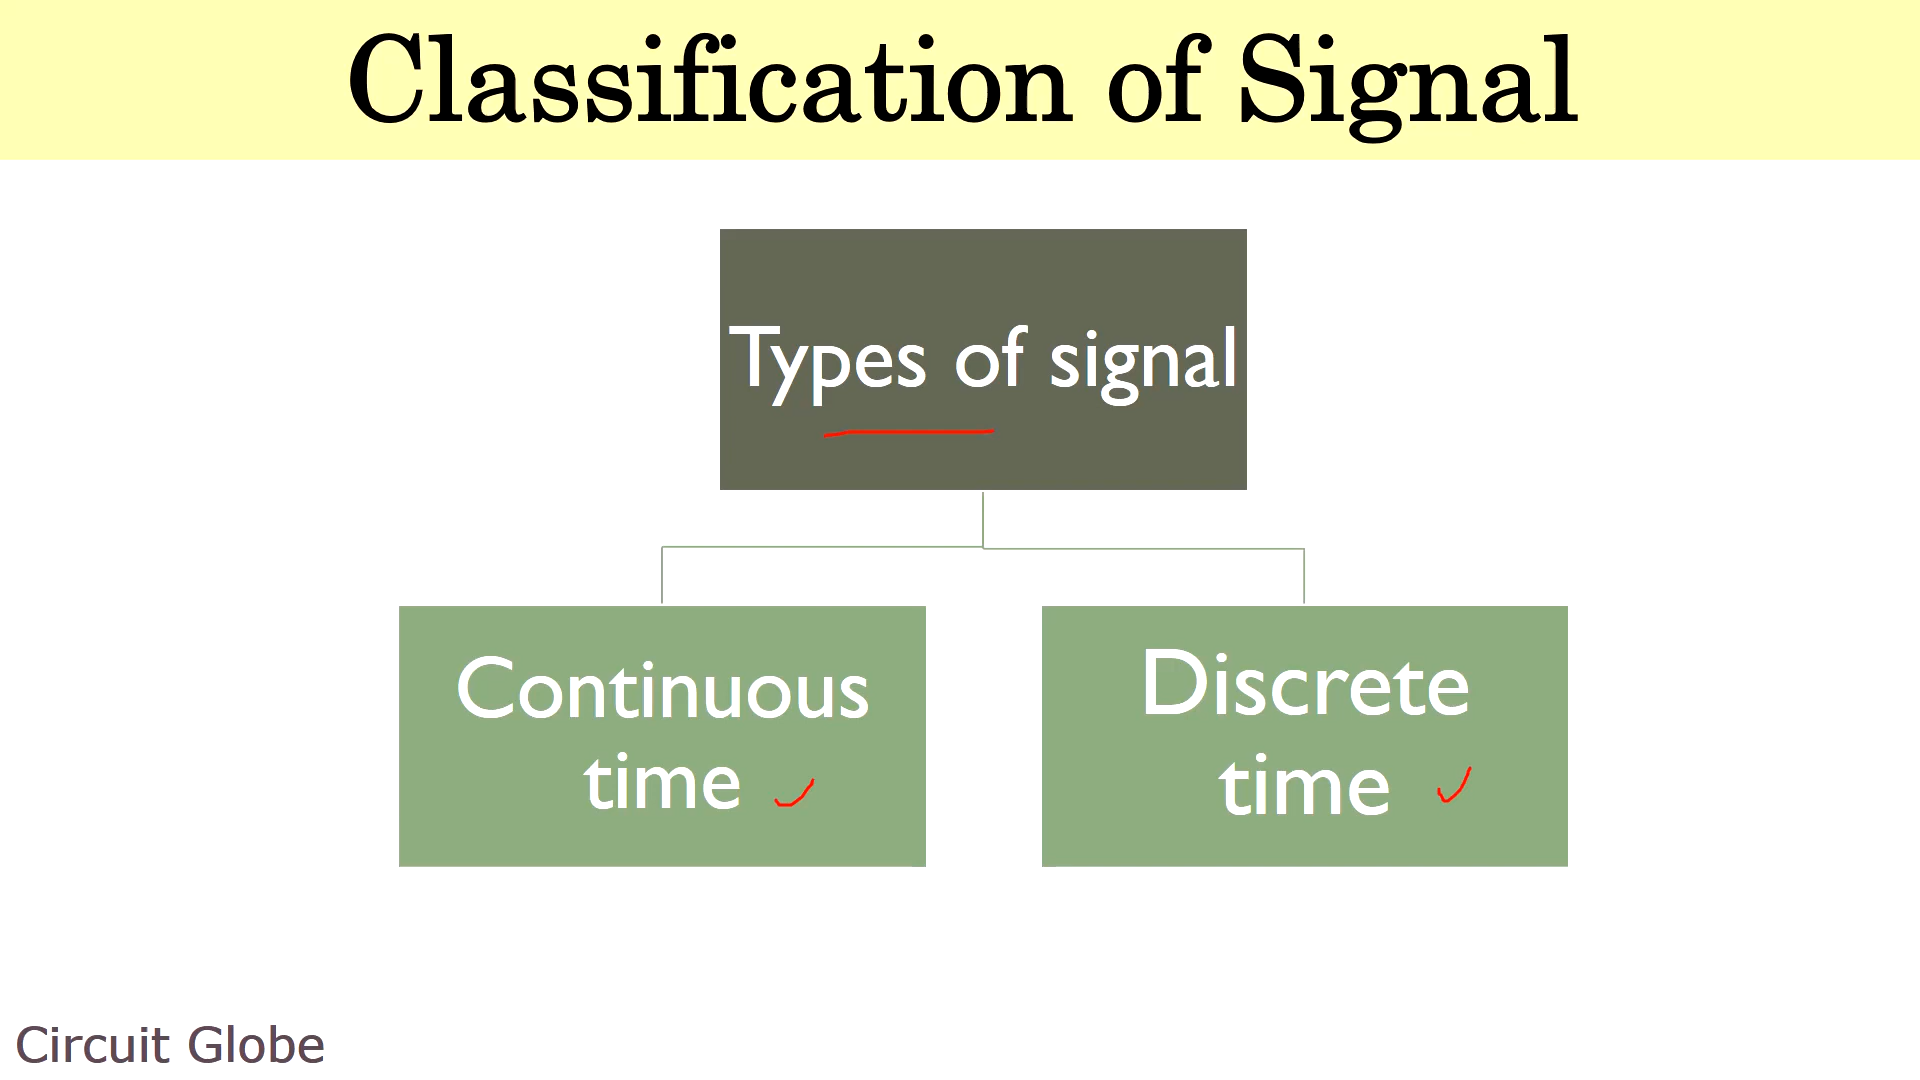 Classification of Signal
Types of signal
Continuous
time
Discrete
time
Circuit Globe